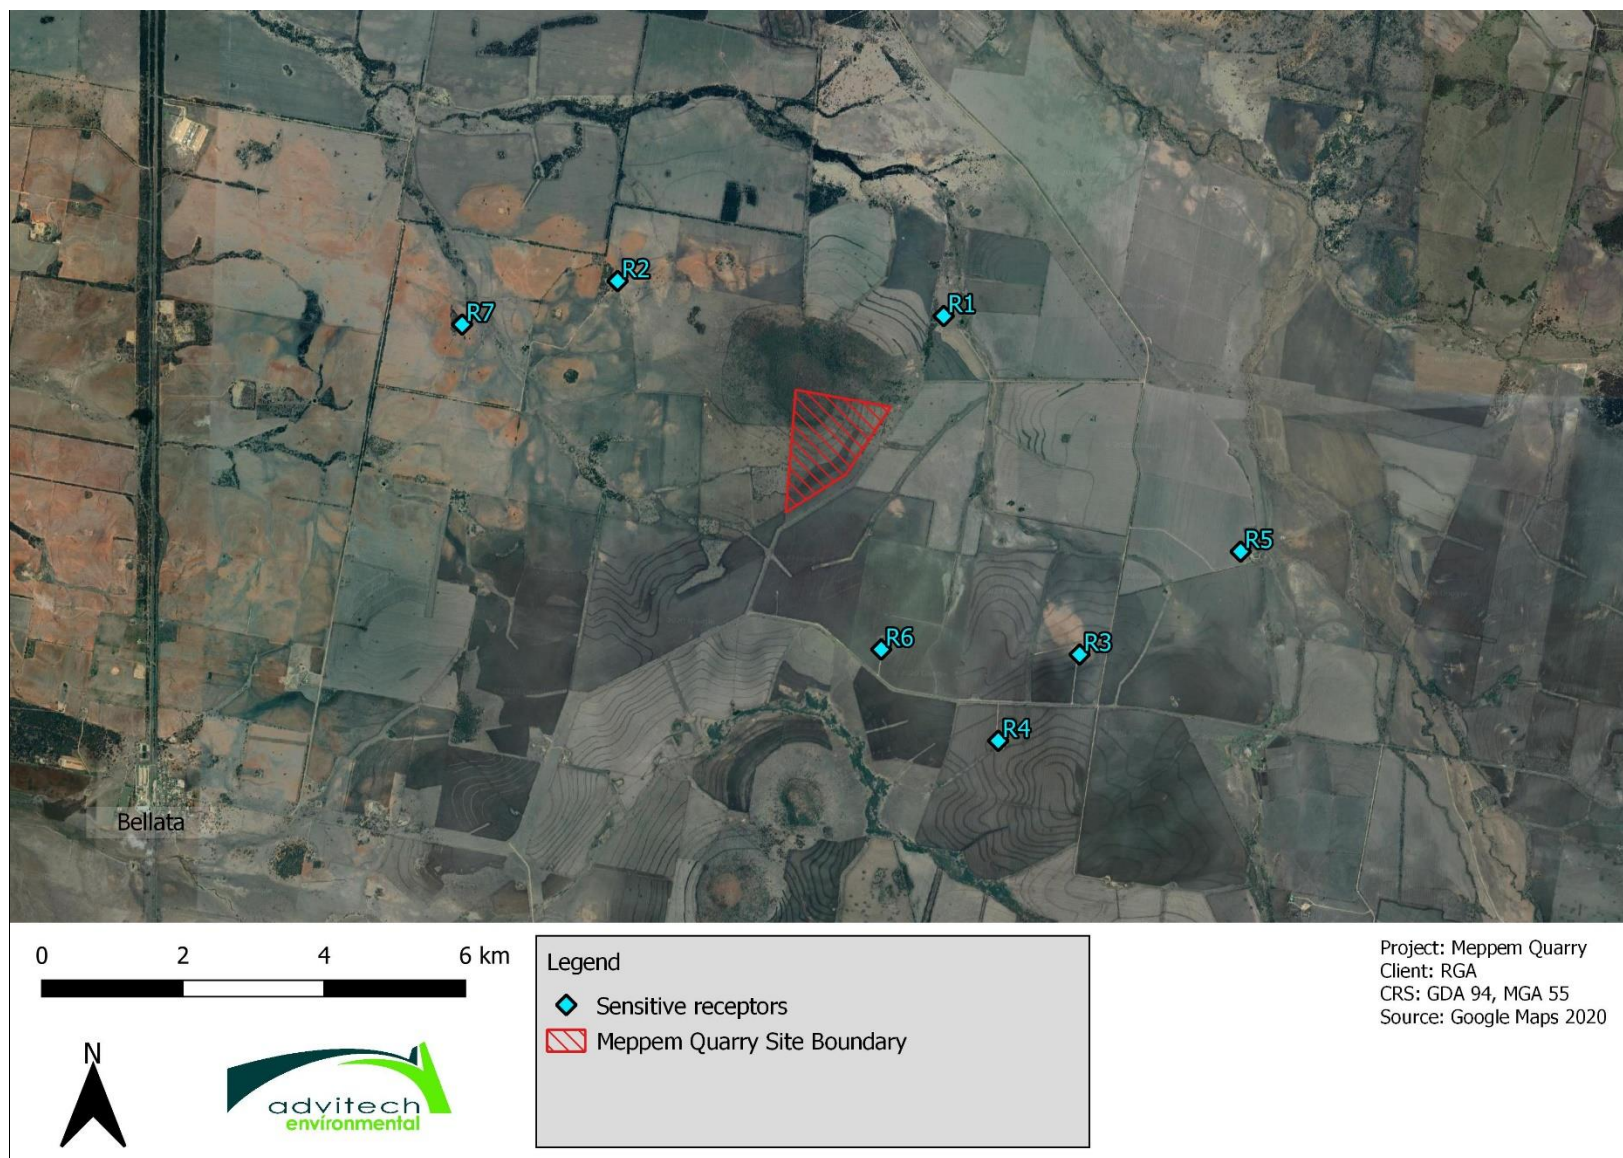 R2
R1
R7
R5
R6
R3
R4
Bellata
0 2 4 6 km
N
advitech
environmental
Legend
Sensitive receptors
Meppem Quarry Site Boundary
Project: Meppem Quarry
Client: RGA
CRS: GDA 94, MGA 55
Source: Google Maps 2020